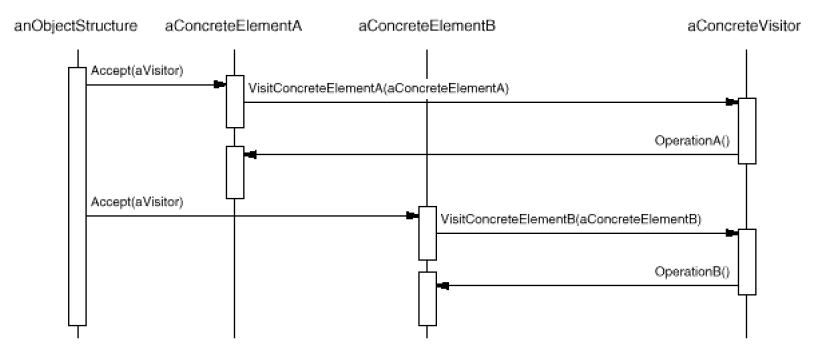 anObjectStructure aConcreteElementA aConcreteElementB aConcreteVisitor
Accept(aVisitor)
VisitConcreteElementA(aConcreteElementA)
OperationA()
Accept(aVisitor)
VisitConcreteElementB(aConcreteElementB)
OperationB()